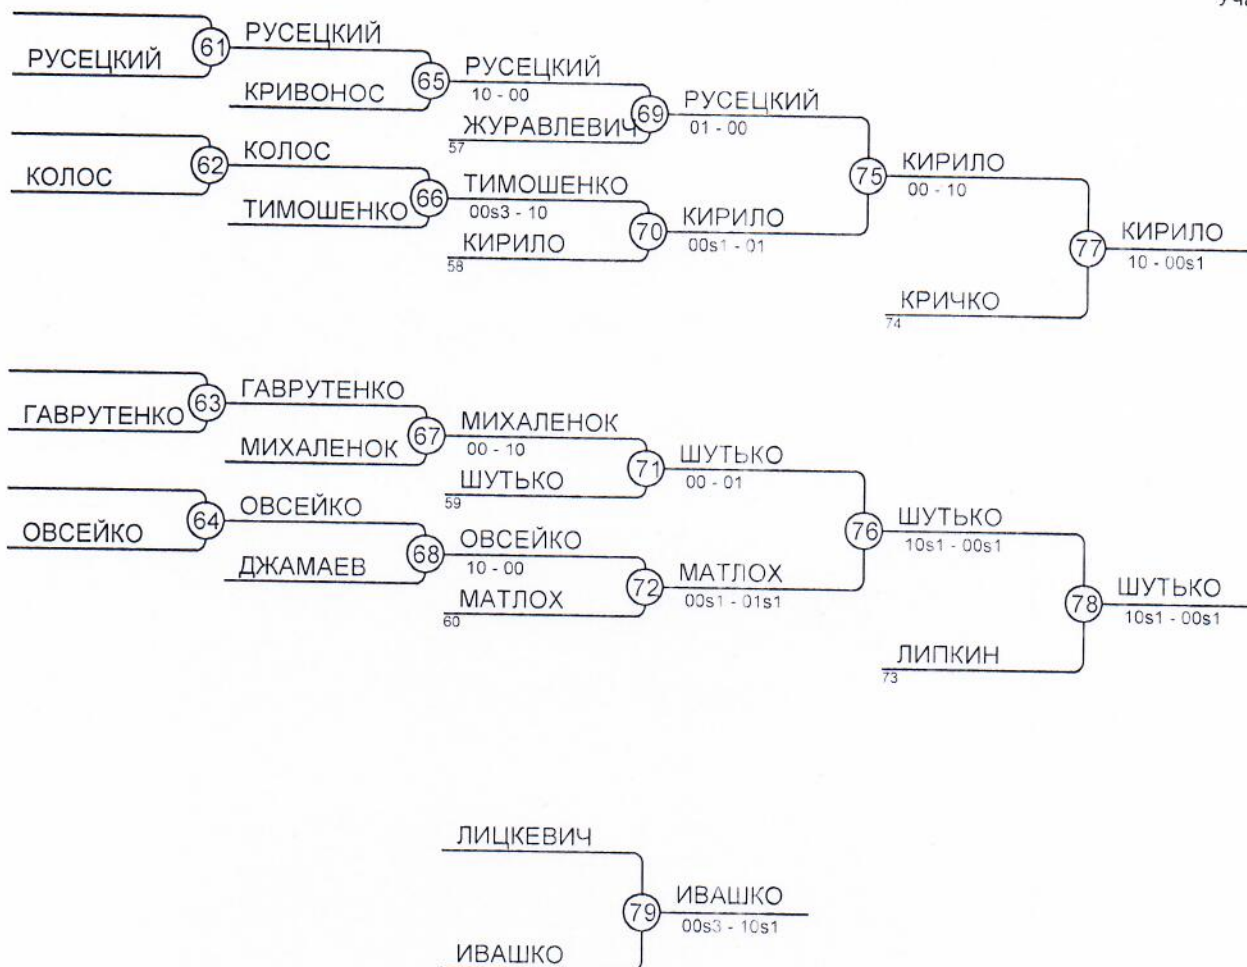 РУСЕЦКИЙ
61
РУСЕЦКИЙ
КРИВОНОС
65
РУСЕЦКИЙ
10 - 00
ЖУРАВЛЕВИЧ
57
69
РУСЕЦКИЙ
01 - 00
КОЛОС
62
КОЛОС
ТИМОШЕНКО
66
ТИМОШЕНКО
00s3 - 10
КИРИЛО
58
70
КИРИЛО
00s1 - 01
75
КИРИЛО
00 - 10
КРИЧКО
74
77
КИРИЛО
10 - 00s1
ГАВРУТЕНКО
63
ГАВРУТЕНКО
МИХАЛЕНОК
67
МИХАЛЕНОК
00 - 10
ШУТЬКО
59
71
ШУТЬКО
00 - 01
ОВСЕЙКО
64
ОВСЕЙКО
ДЖАМАЕВ
68
ОВСЕЙКО
10 - 00
МАТЛОХ
60
72
МАТЛОХ
00s1 - 01s1
76
ШУТЬКО
10s1 - 00s1
ЛИПКИН
73
78
ШУТЬКО
10s1 - 00s1
ЛИЦКЕВИЧ
ИВАШКО
79
ИВАШКО
00s3 - 10s1